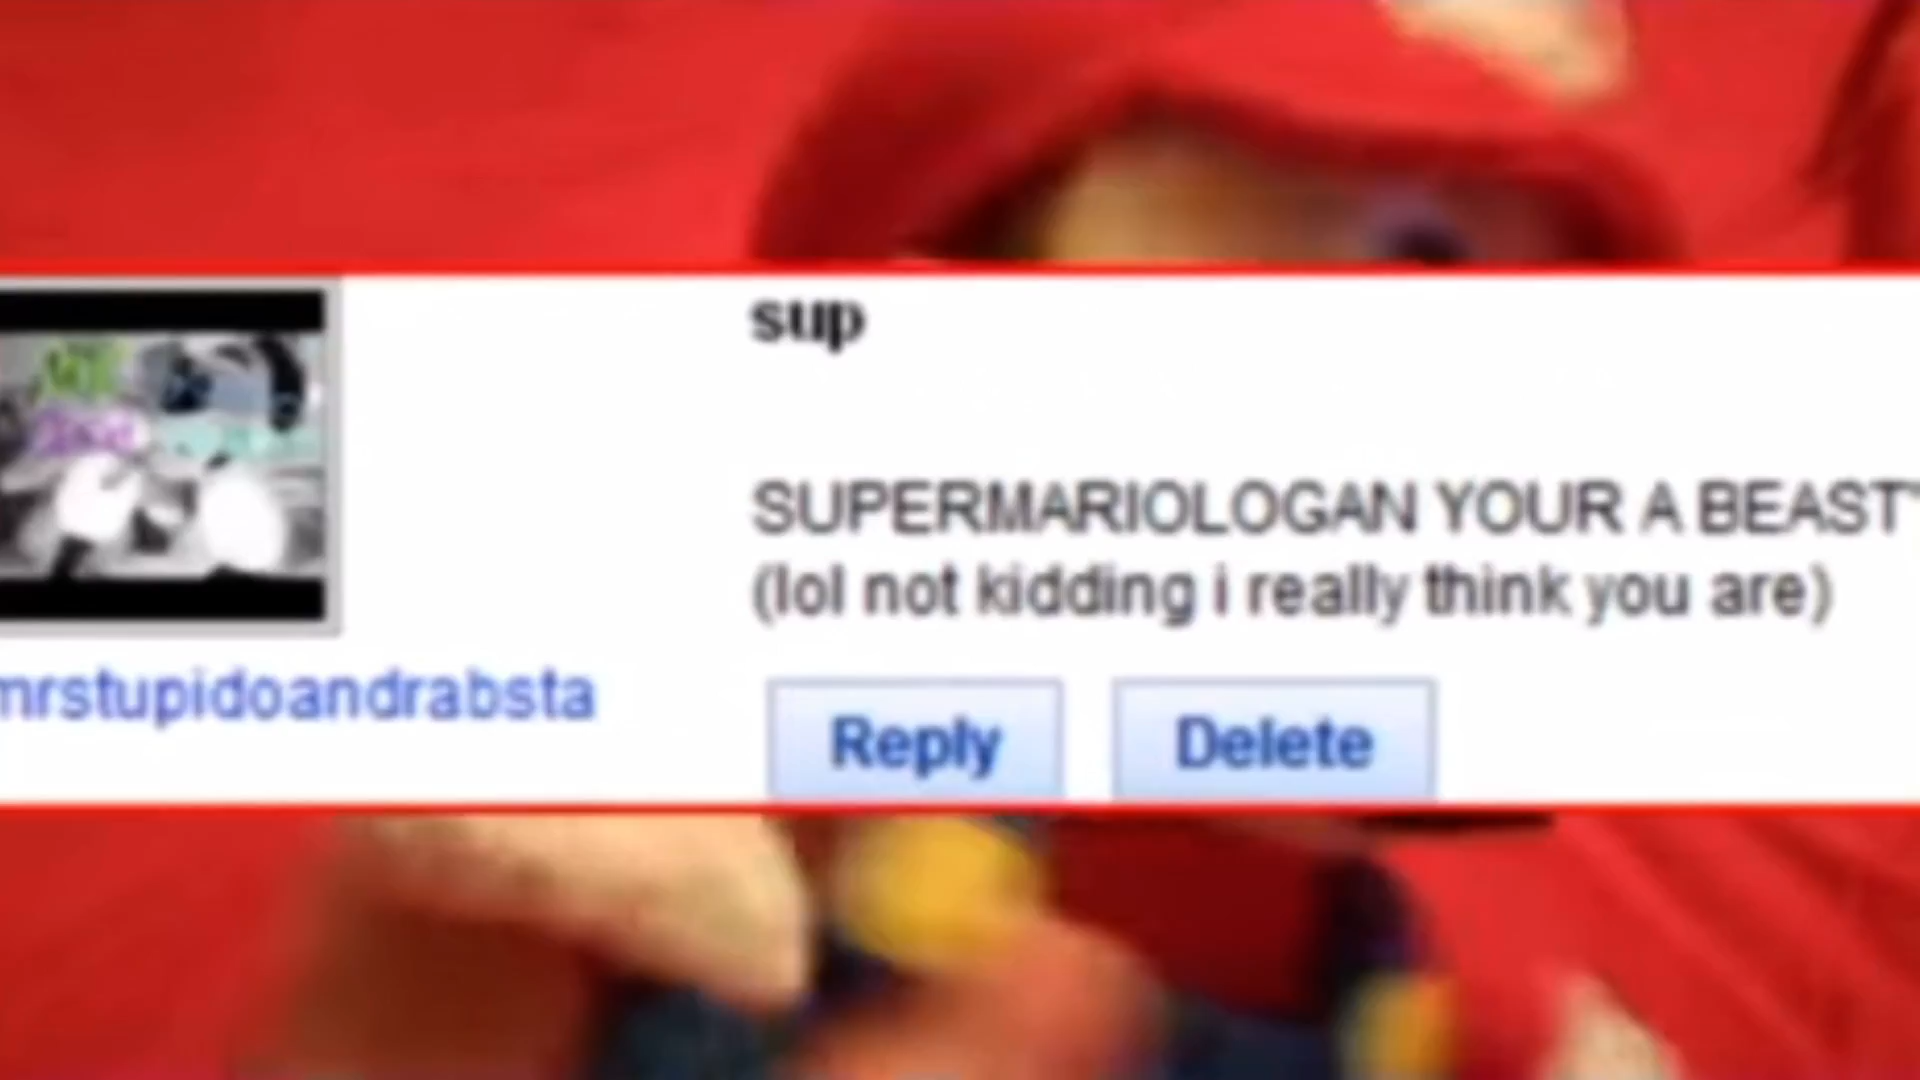 sup
SUPERMARIOLOGAN YOUR A BEAST
(lol not kidding i really think you are)
mrstupidoandrabsta
Reply Delete